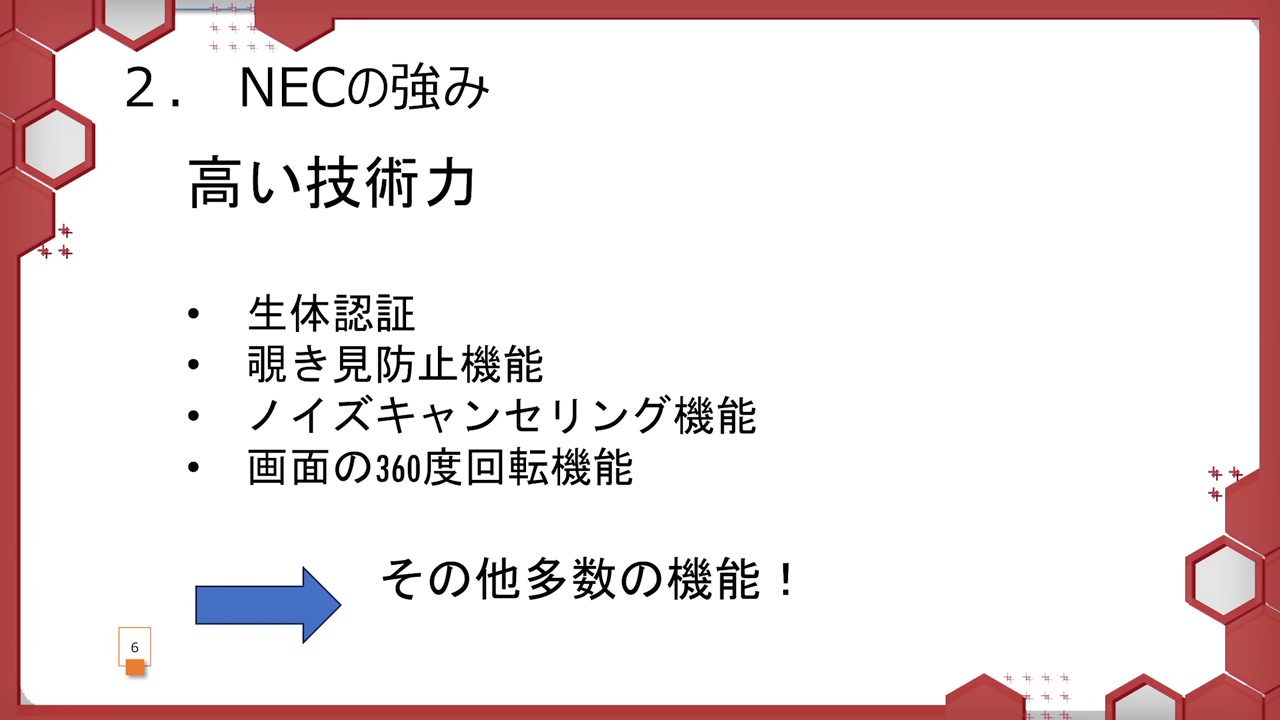 ２． NECの強み
高い技術力
• 生体認証
• 覗き見防止機能
• ノイズキャンセリング機能
• 画面の360度回転機能
その他多数の機能！
6